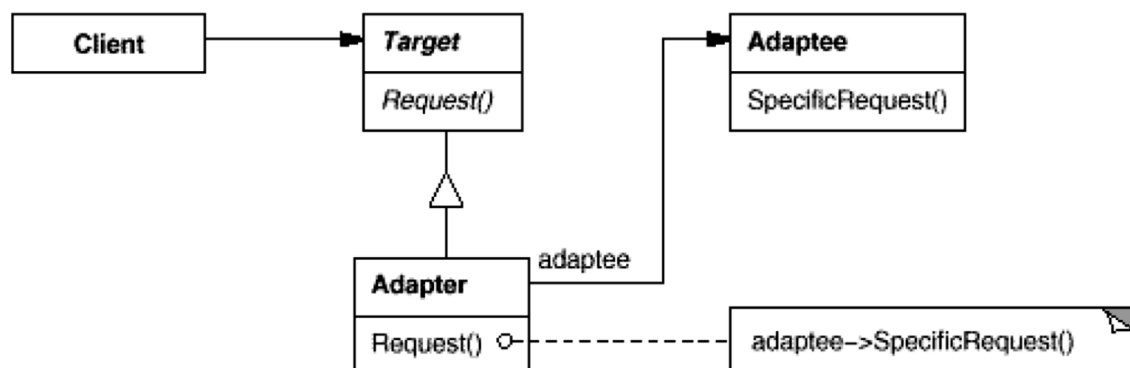 Client
Target
Request()
Adaptee
SpecificRequest()
adaptee
Adapter
Request()
adaptee->SpecificRequest()